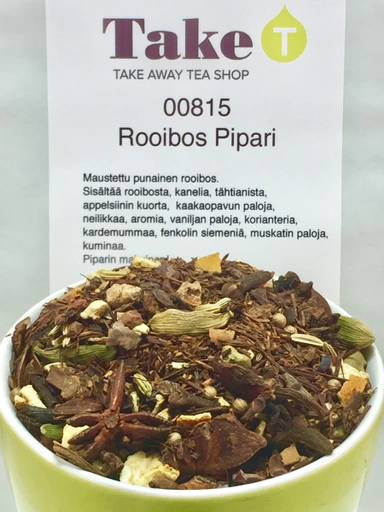 Take T
TAKE AWAY TEA SHOP
00815
Rooibos Pipari
Maustettu punainen rooibos.
Sisältää rooibosta, kanelia, tähtianista,
appelsiinin kuorta, kaakaopavun paloja,
neilikkaa, aromia, vaniljan paloja, korianteria,
kardemummaa, fenkolin siemeniä, muskatin paloja,
kuminaa.
Piparin